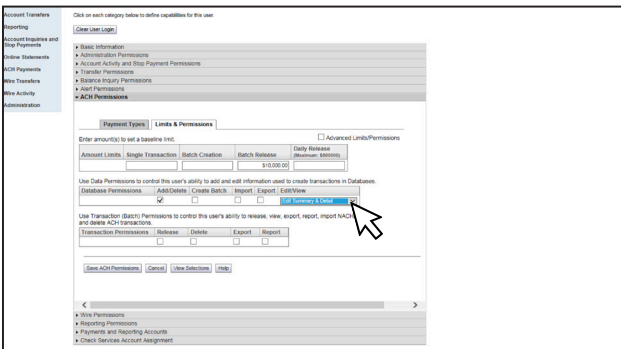 Account Transfers
Reporting
Account Inquiries and
Stop Payments
Online Statements
ACH Payments
Wire Transfers
Wire Activity
Administration
Click on each category below to define capabilities for this user.
Clear User Login
Basic Information
Administration Permissions
Account Activity and Stop Payment Permissions
Transfer Permissions
Balance Inquiry Permissions
Alert Permissions
ACH Permissions
Payment Types Limits & Permissions
Enter amount(s) to set a baseline limit. Advanced Limits/Permissions
Amount Limits Single Transaction Batch Creation Batch Release Daily Release
$10,000.00
Use Data Permissions to control this user's ability to add and edit information used to create transactions in Databases.
Database Permissions Add/Delete Create Batch Import Export Edit/View
Edit Summary & Detail
Use Transaction (Batch) Permissions to control this user's ability to release, view, export, report, import NACH
and delete ACH transactions.
Transaction Permissions Release Delete Export Report
Save ACH Permissions Cancel View Selections Help
Wire Permissions
Reporting Permissions
Payments and Reporting Accounts
Check Services Account Assignment